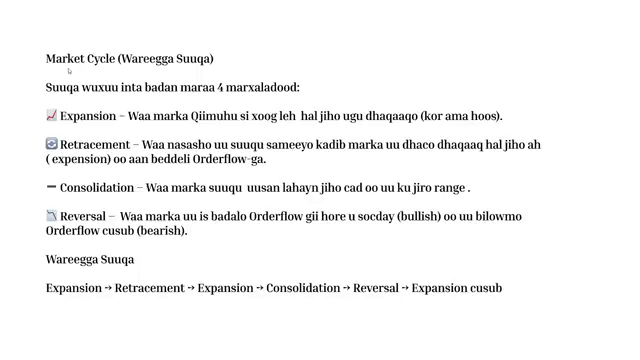 Market Cycle (Wareegga Suuqa)
Suuqa wuxuu inta badan maraa 4 marxaladood:
📈 Expansion – Waa marka Qiimuhu si xoog leh hal jiho ugu dhaqaaqo (kor ama hoos).
🔄 Retracement – Waa nasasho uu suuqu sameeyo kadib marka uu dhaco dhaqaaq hal jiho ah
( expension) oo aan beddeli Orderflow-ga.
➖ Consolidation – Waa marka suuqu uusan lahayn jiho cad oo uu ku jiro range .
📉 Reversal – Waa marka uu is badalo Orderflow gii hore u socday (bullish) oo uu bilowmo
Orderflow cusub (bearish).
Wareegga Suuqa
Expansion → Retracement → Expansion → Consolidation → Reversal → Expansion cusub